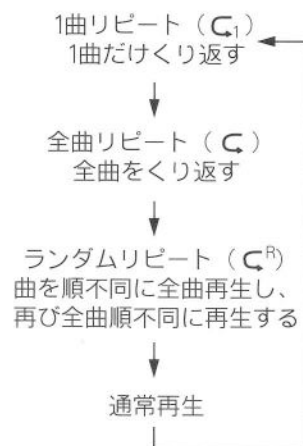 1曲リピート（⊂1）
1曲だけくり返す
全曲リピート（⊂）
全曲をくり返す
ランダムリピート（⊂R）
曲を順不同に全曲再生し、
再び全曲順不同に再生する
通常再生